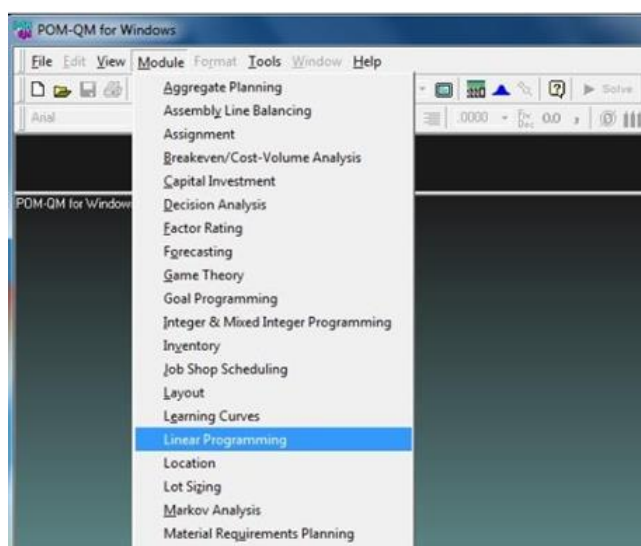 POM-QM for Windows
File Edit View Module Format Tools Window Help
Solve
Arial .0000 0.0 ,
POM-QM for Window
Aggregate Planning
Assembly Line Balancing
Assignment
Breakeven/Cost-Volume Analysis
Capital Investment
Decision Analysis
Factor Rating
Forecasting
Game Theory
Goal Programming
Integer & Mixed Integer Programming
Inventory
Job Shop Scheduling
Layout
Learning Curves
Linear Programming
Location
Lot Sizing
Markov Analysis
Material Requirements Planning